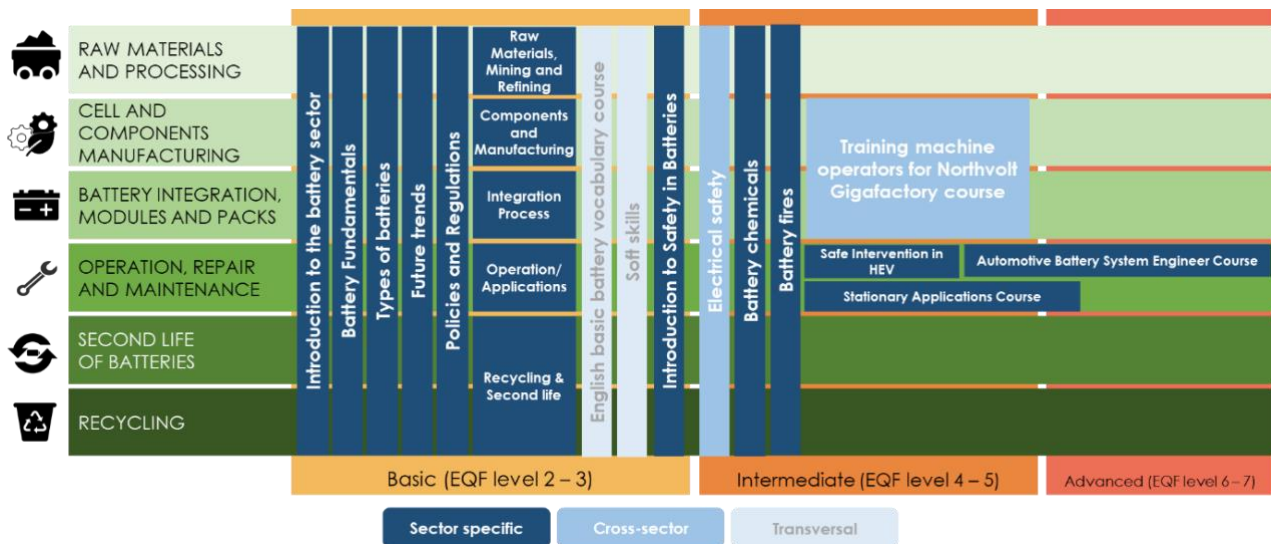 RAW MATERIALS
AND PROCESSING
CELL AND
COMPONENTS
MANUFACTURING
BATTERY INTEGRATION,
MODULES AND PACKS
OPERATION, REPAIR
AND MAINTENANCE
SECOND LIFE
OF BATTERIES
RECYCLING
Introduction to the battery sector
Battery Fundamentals
Types of batteries
Future trends
Policies and Regulations
Raw
Materials,
Mining and
Refining
Components
and
Manufacturing
Integration
Process
Operation/
Applications
Recycling &
Second life
English basic battery vocabulary course
Soft skills
Introduction to Safety in Batteries
Electrical safety
Battery chemicals
Battery fires
Training machine
operators for Northvolt
Gigafactory course
Safe Intervention in
HEV
Automotive Battery System Engineer Course
Stationary Applications Course
Basic (EQF level 2 – 3)
Intermediate (EQF level 4 – 5)
Advanced (EQF level 6 – 7)
Sector specific
Cross-sector
Transversal